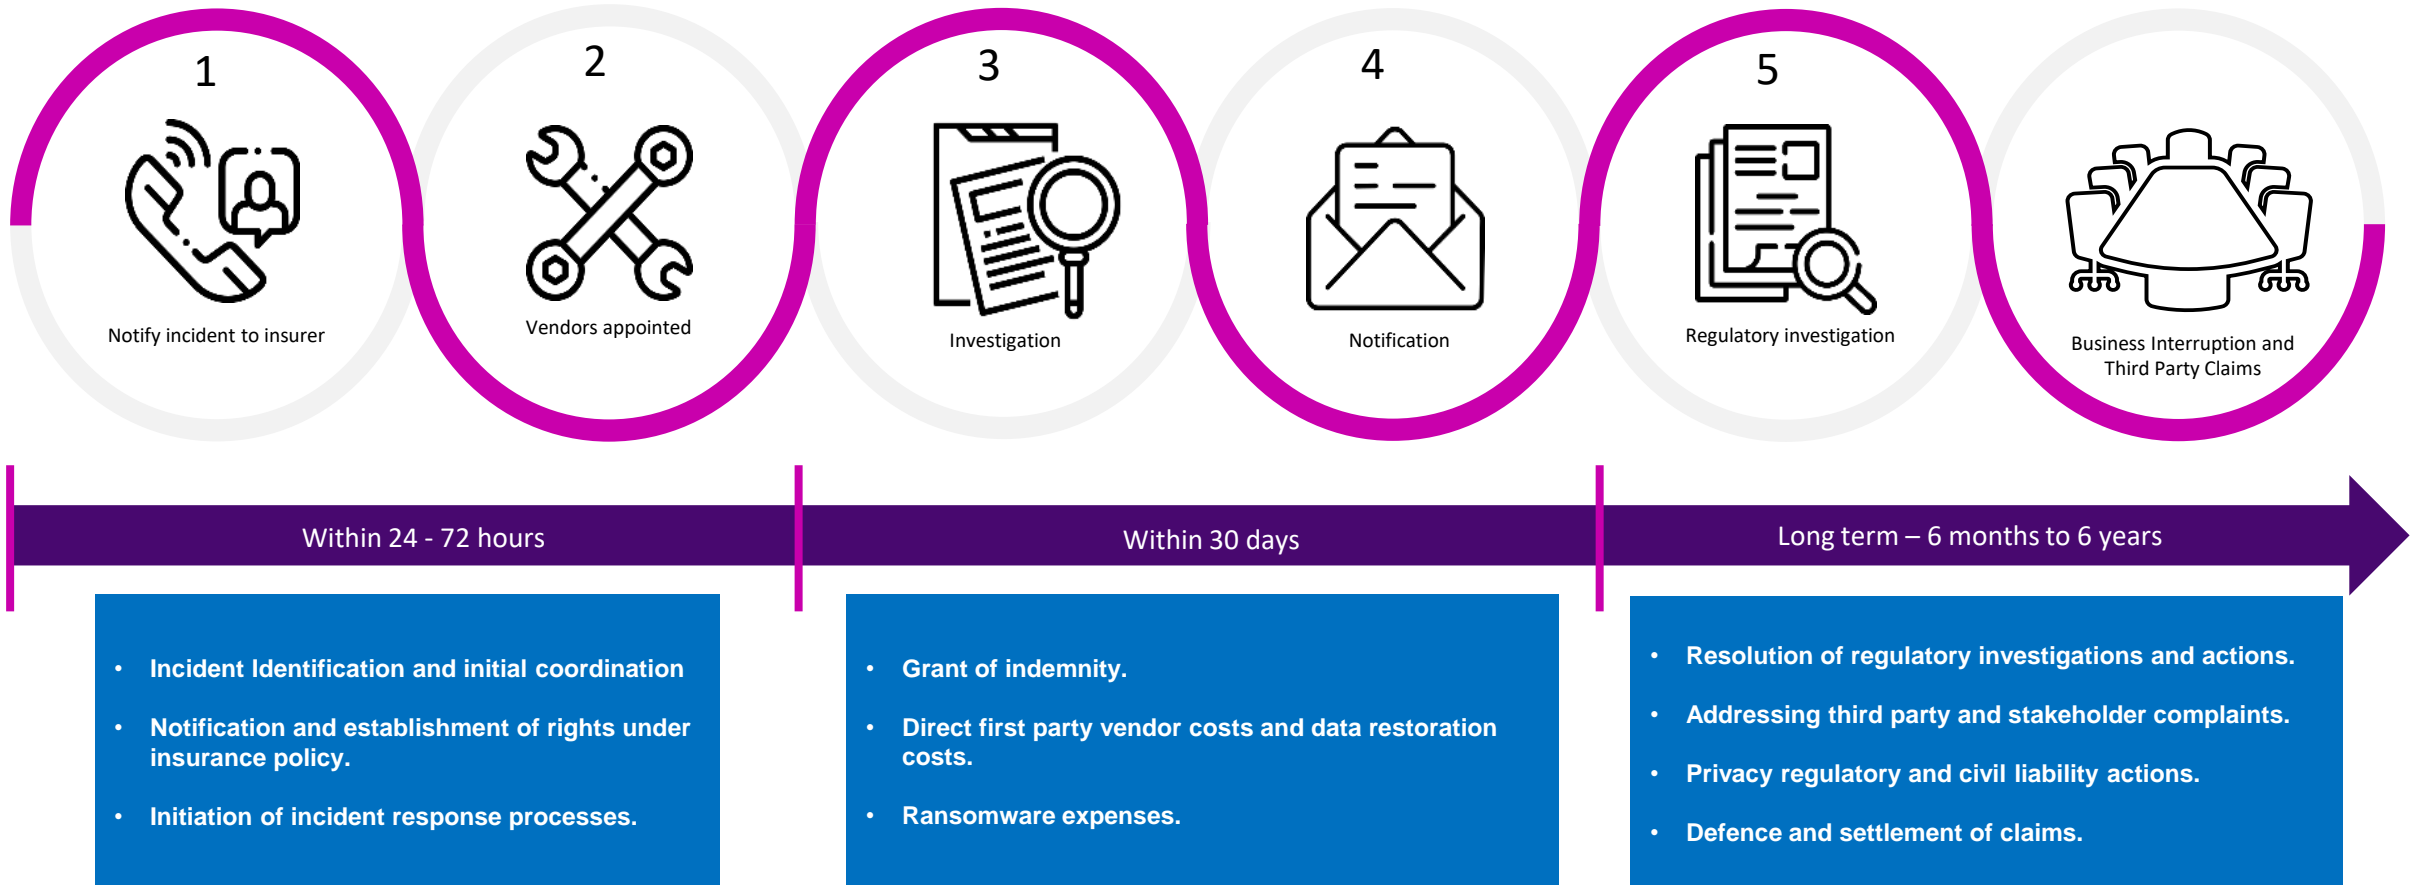 1
Notify incident to insurer
2
Vendors appointed
3
Investigation
4
Notification
5
Regulatory investigation
Business Interruption and
Third Party Claims
Within 24 - 72 hours
Within 30 days
Long term – 6 months to 6 years
• Incident Identification and initial coordination
• Notification and establishment of rights under
insurance policy.
• Initiation of incident response processes.
• Grant of indemnity.
• Direct first party vendor costs and data restoration
costs.
• Ransomware expenses.
• Resolution of regulatory investigations and actions.
• Addressing third party and stakeholder complaints.
• Privacy regulatory and civil liability actions.
• Defence and settlement of claims.